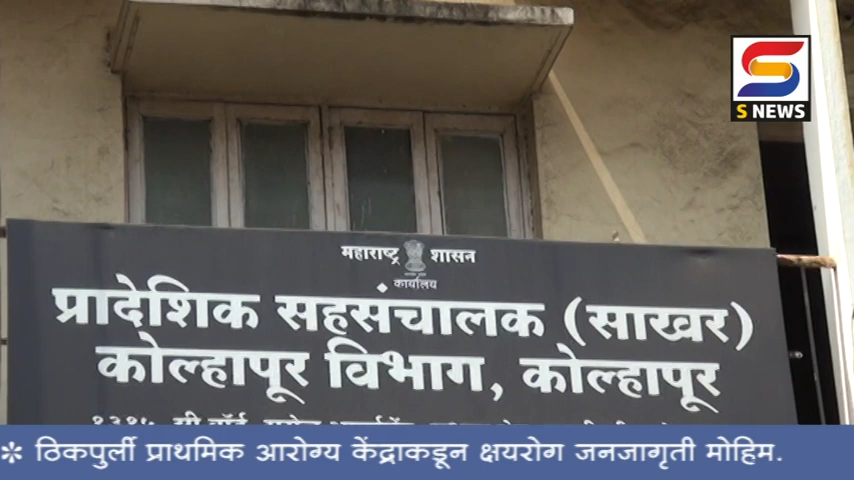 S NEWS
महाराष्ट्र शासन
कार्यालय
प्रादेशिक सहसंचालक (साखर)
कोल्हापूर विभाग, कोल्हापूर
* ठिकपुर्ली प्राथमिक आरोग्य केंद्राकडून क्षयरोग जनजागृती मोहिम.